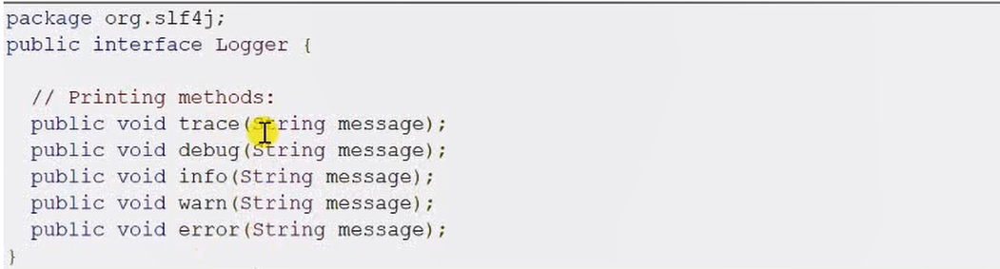 package org.slf4j;
public interface Logger {
// Printing methods:
public void trace(String message);
public void debug(String message);
public void info(String message);
public void warn(String message);
public void error(String message);
}